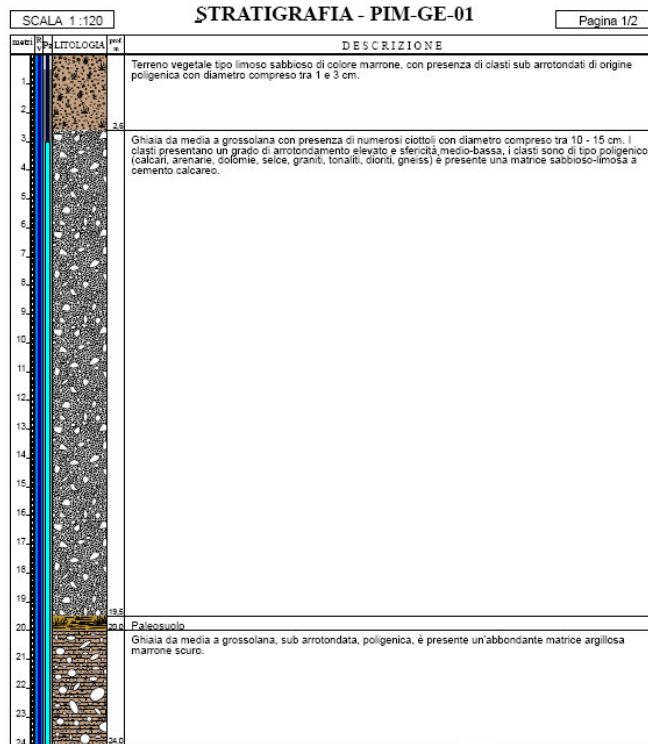 SCALA 1:120
STRATIGRAFIA - PIM-GE-01
Pagina 1/2
metri
R
v
Pz
LITOLOGIA
prof
m
DESCRIZIONE
Terreno vegetale tipo limoso sabbioso di colore marrone, con presenza di clasti sub arrotondati di origine
poligenica con diametro compreso tra 1 e 3 cm.
1
2
2.6
Ghiaia da media a grossolana con presenza di numerosi ciottoli con diametro compreso tra 10 - 15 cm. I
clasti presentano un grado di arrotondamento elevato e sfericità medio-bassa, i clasti sono di tipo poligenico
(calcari, arenarie, dolomie, selce, graniti, tonaliti, dioriti, gneiss) è presente una matrice sabbioso-limosa a
cemento calcareo.
3
4
5
6
7
8
9
10
11
12
13
14
15
16
17
18
19
19.5
20
20.0
Paleosuolo
Ghiaia da media a grossolana, sub arrotondata, poligenica, è presente un'abbondante matrice argillosa
marrone scuro.
21
22
23
24
24.0